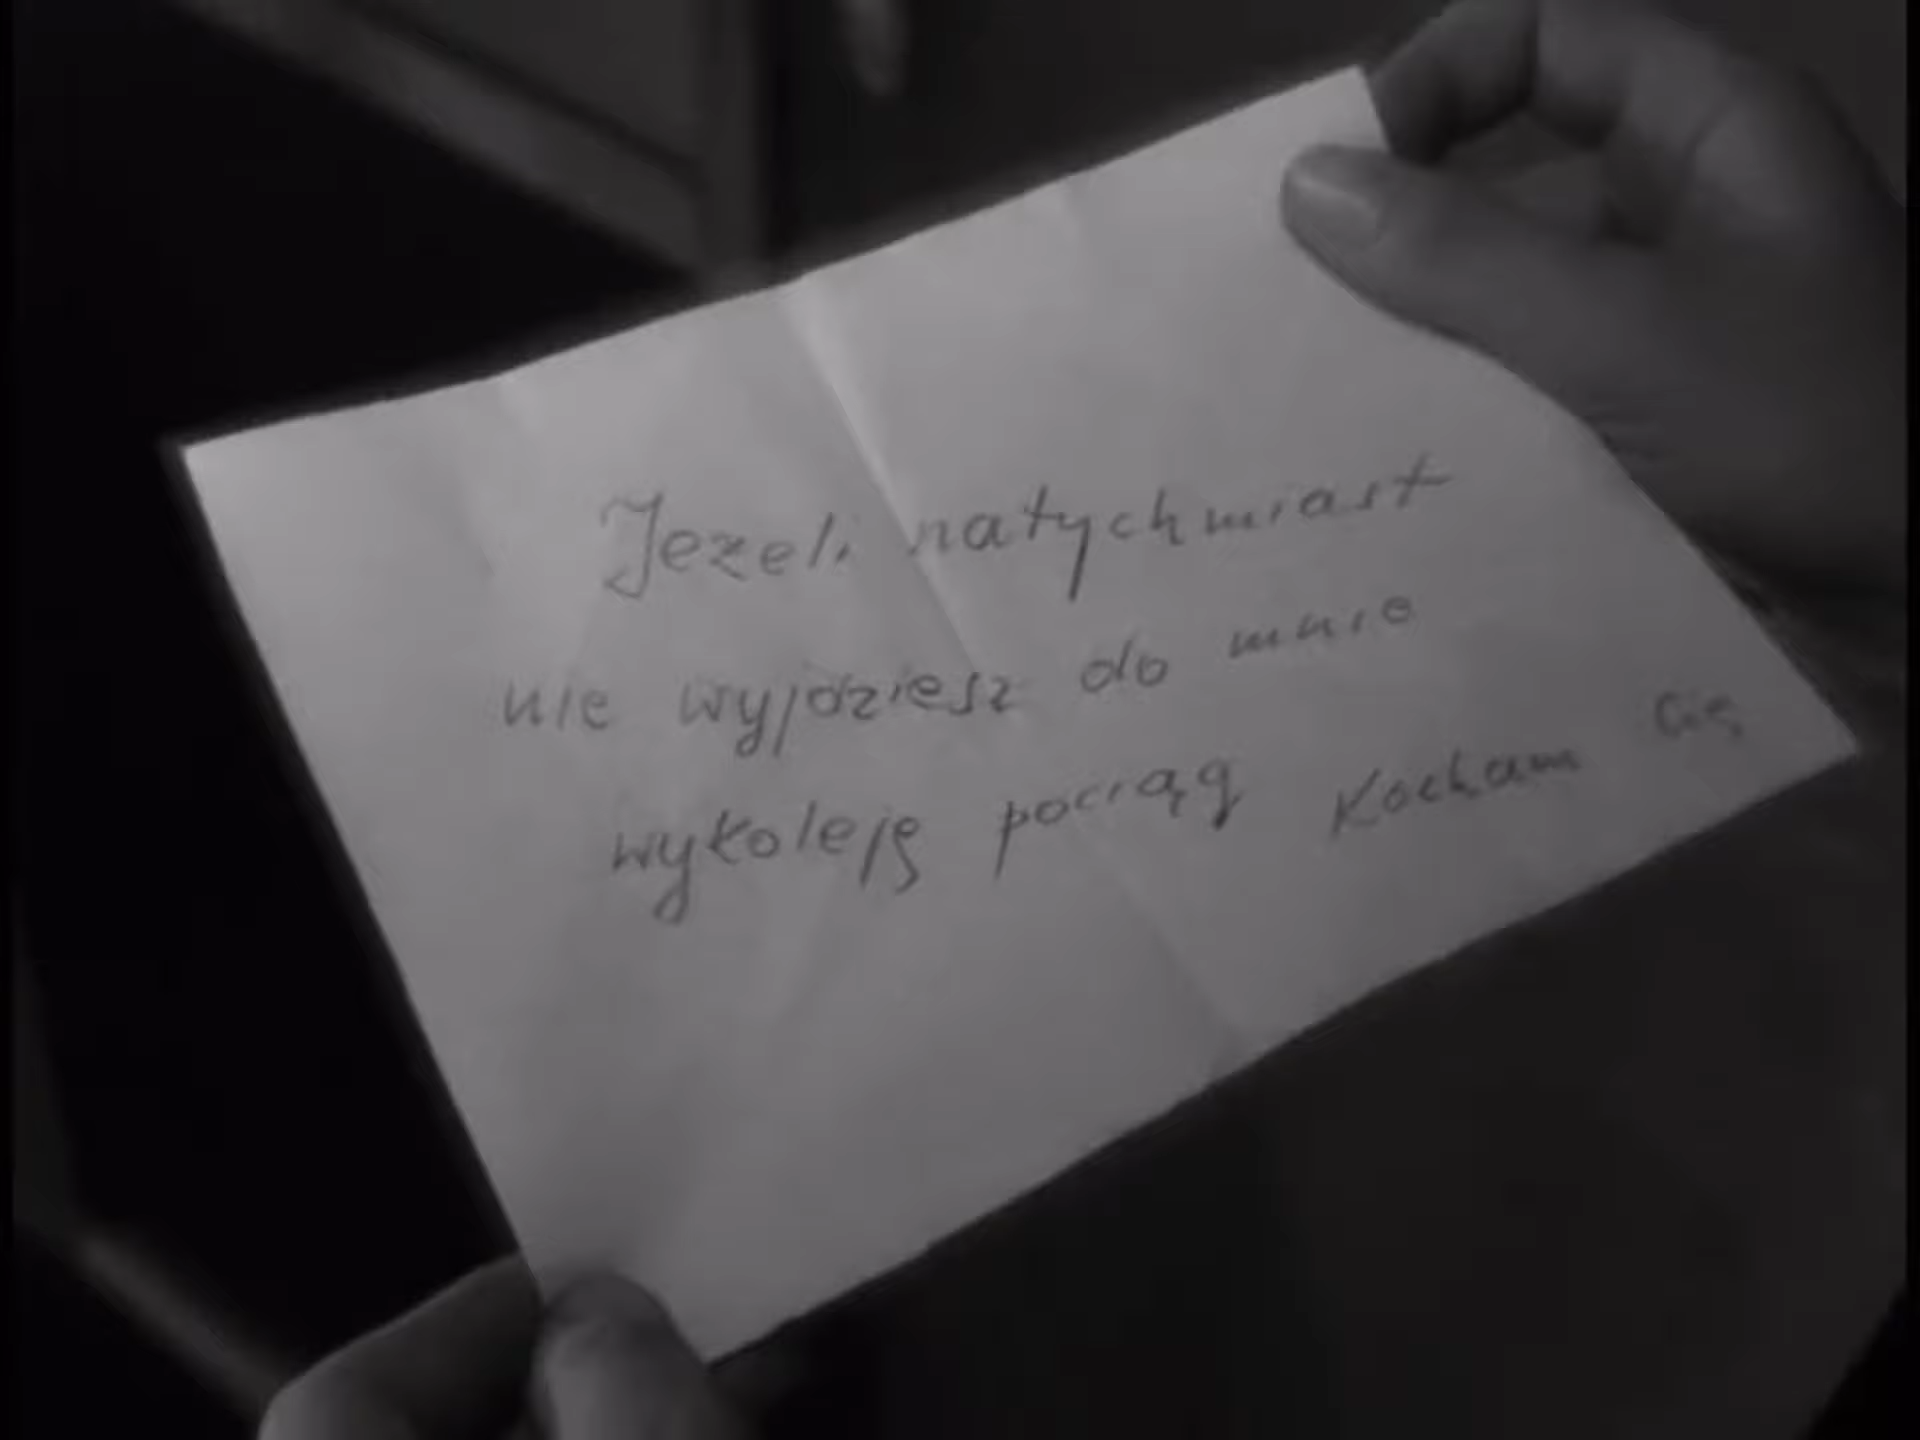 Jezeli natychmiast
nie wyjdziesz do mnie
wykoleję pociąg Kocham Cię